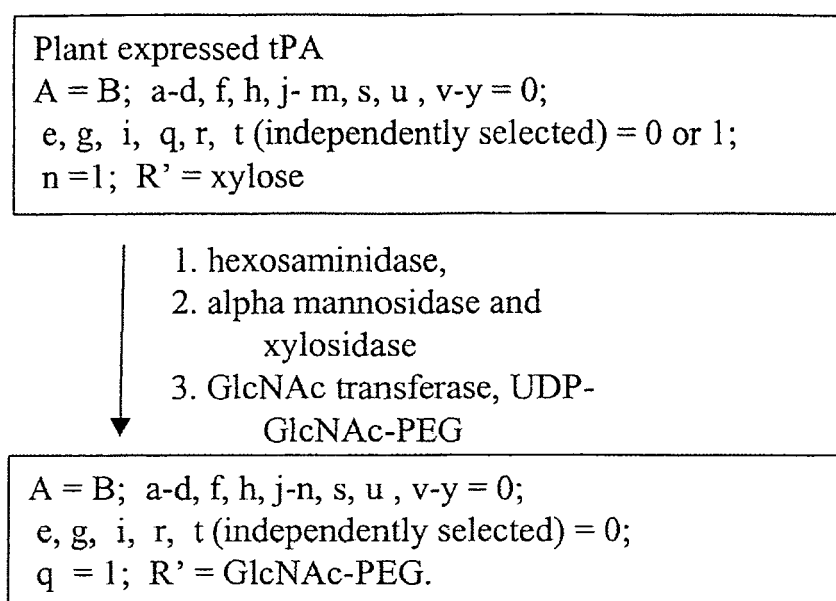 Plant expressed tPA
A = B; a-d, f, h, j- m, s, u , v-y = 0;
e, g, i, q, r, t (independently selected) = 0 or 1;
n =1; R’ = xylose
1. hexosaminidase,
2. alpha mannosidase and
xylosidase
3. GlcNAc transferase, UDP-
GlcNAc-PEG
A = B; a-d, f, h, j-n, s, u , v-y = 0;
e, g, i, r, t (independently selected) = 0;
q = 1; R’ = GlcNAc-PEG.